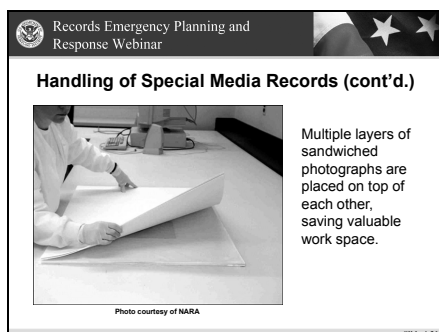 Records Emergency Planning and
Response Webinar
Handling of Special Media Records (cont'd.)
Multiple layers of
sandwiched
photographs are
placed on top of
each other,
saving valuable
work space.
Photo courtesy of NARA